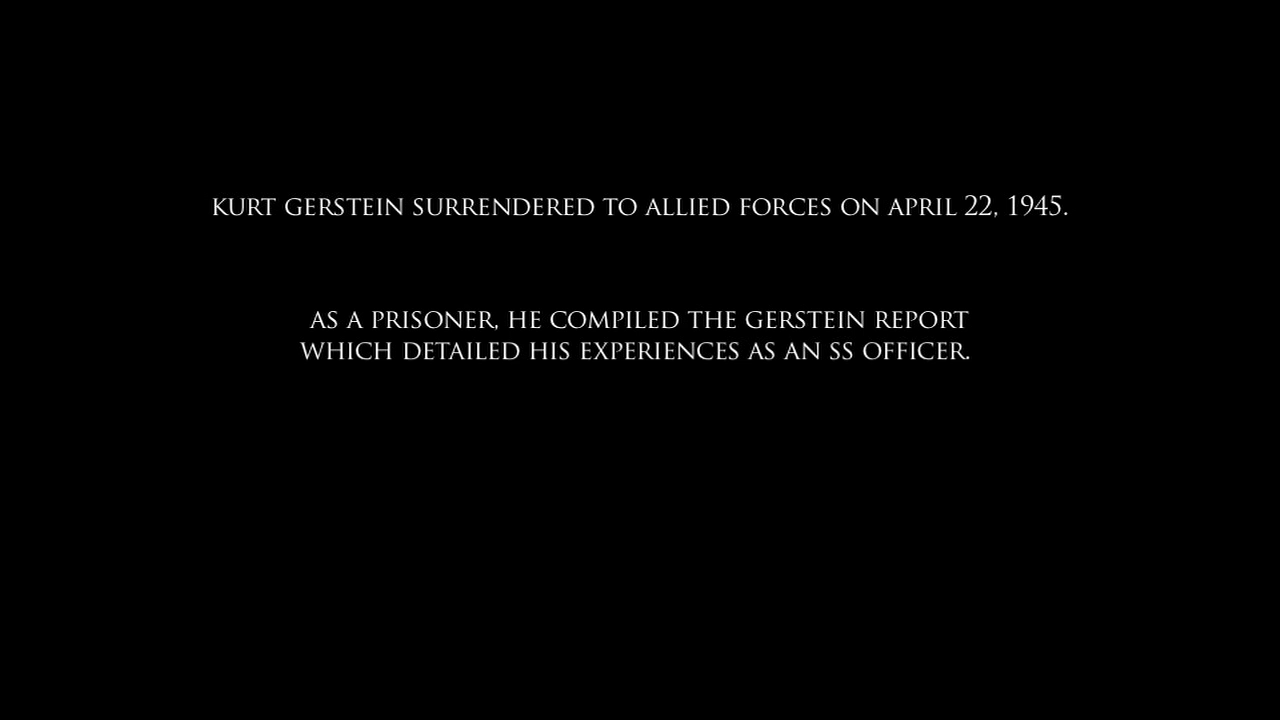 KURT GERSTEIN SURRENDERED TO ALLIED FORCES ON APRIL 22, 1945.
AS A PRISONER, HE COMPILED THE GERSTEIN REPORT
WHICH DETAILED HIS EXPERIENCES AS AN SS OFFICER.